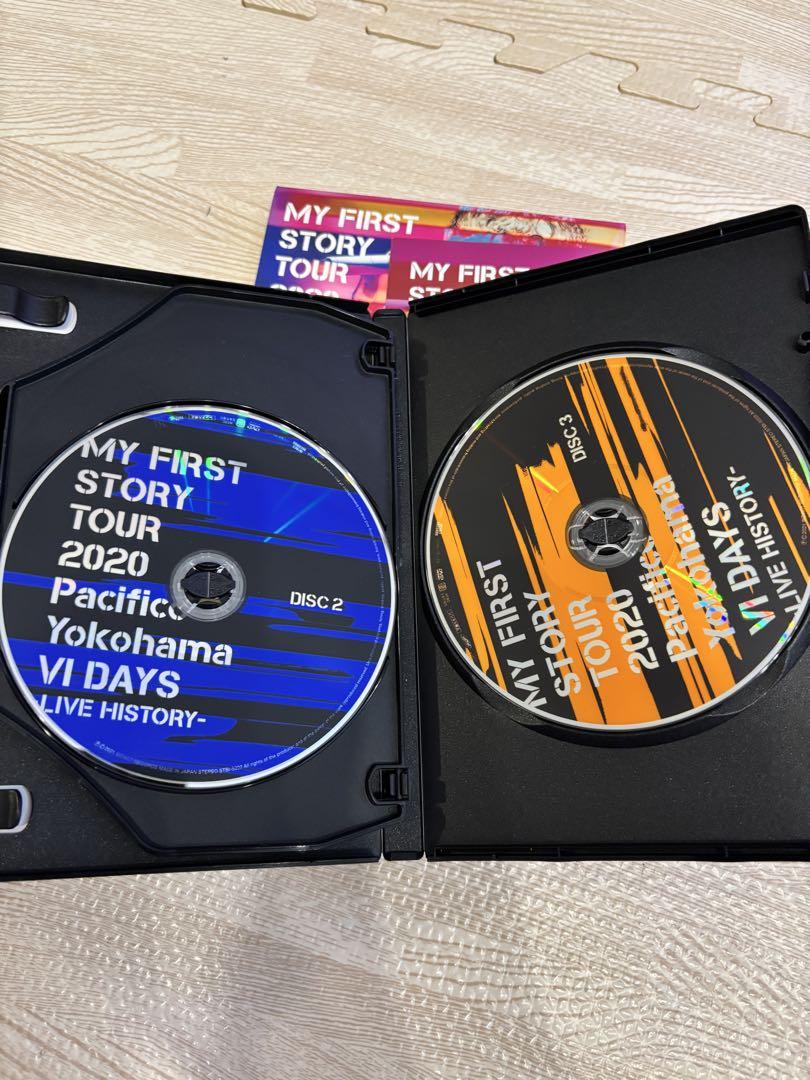 MY FIRST
STORY
TOUR
2020
MY FIRST
MY FIRST
STORY
TOUR
2020
Pacifico
Yokohama
VI DAYS
LIVE HISTORY-
DISC 2
DISC 3
MY FIRST
STORY
TOUR
2020
Pacifico
Yokohama
VI DAYS
-LIVE HISTORY-